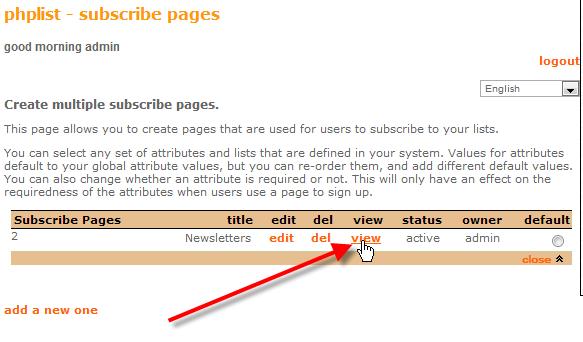 phplist - subscribe pages
good morning admin
logout
English
Create multiple subscribe pages.
This page allows you to create pages that are used for users to subscribe to your lists.
You can select any set of attributes and lists that are defined in your system. Values for attributes
default to your global attribute values, but you can re-order them, and add different default values.
You can also change whether an attribute is required or not. This will only have an effect on the
requiredness of the attributes when users use a page to sign up.
Subscribe Pages title edit del view status owner default
2 Newsletters edit del view active admin
close
add a new one